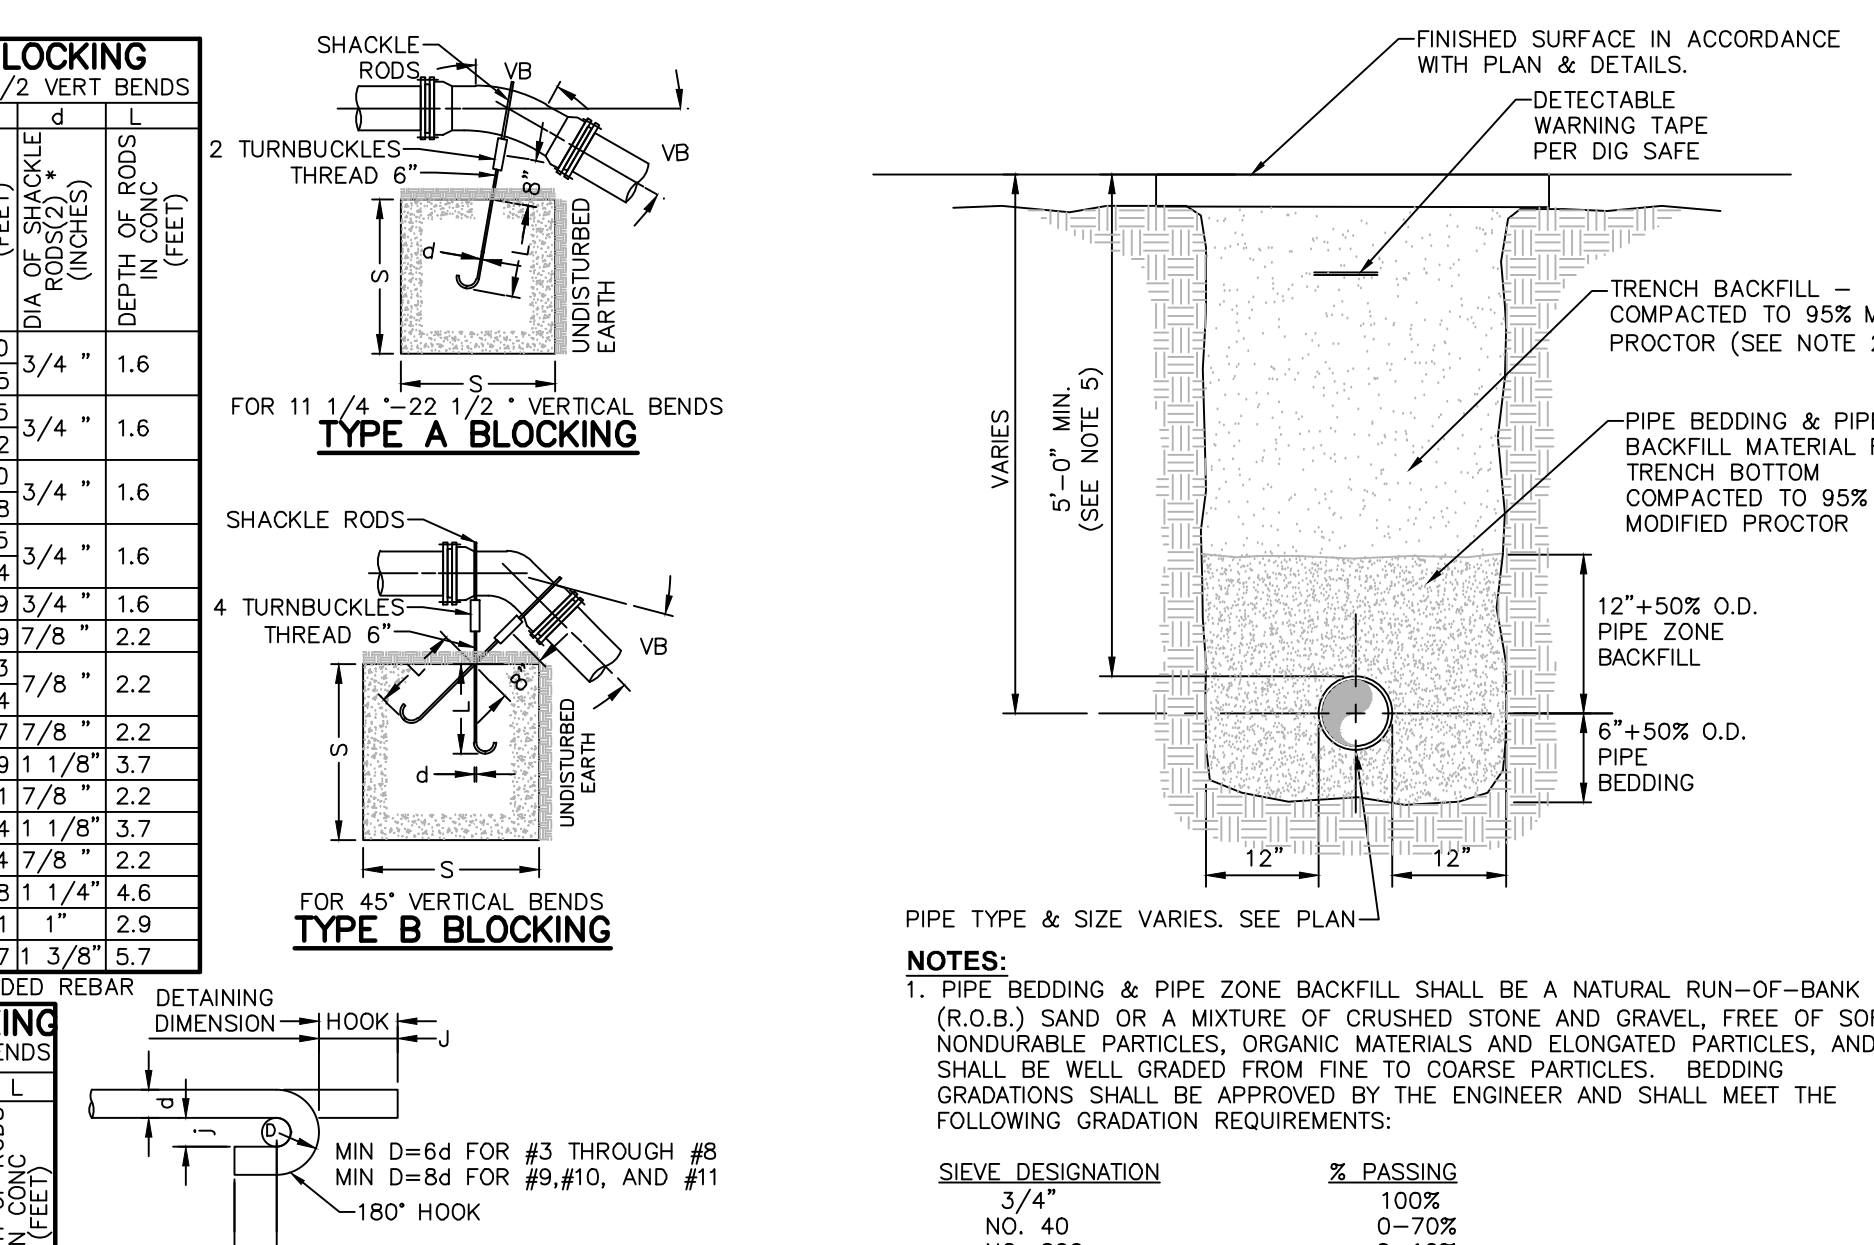 LOCKING
/2 VERT BENDS
d
L
DIA OF SHACKLE
RODS(2)*
(INCHES)
DEPTH OF RODS
IN CONC
(FEET)
3/4 " 1.6
3/4 " 1.6
3/4 " 1.6
3/4 " 1.6
9 3/4 " 1.6
9 7/8 " 2.2
7/8 " 2.2
7 7/8 " 2.2
9 1 1/8" 3.7
1 7/8 " 2.2
4 1 1/8" 3.7
4 7/8 " 2.2
8 1 1/4" 4.6
1 1" 2.9
7 1 3/8" 5.7
DED REBAR
ENDS
L
N CONC
(FEET)
SHACKLE
RODS
VB
2 TURNBUCKLES
THREAD 6"
VB
8"
d
L
S
UNDISTURBED
EARTH
S
FOR 11 1/4 °-22 1/2 ° VERTICAL BENDS
TYPE A BLOCKING
SHACKLE RODS
4 TURNBUCKLES
THREAD 6"
VB
L
8"
L
S
d
UNDISTURBED
EARTH
S
FOR 45° VERTICAL BENDS
TYPE B BLOCKING
DETAINING
DIMENSION
HOOK
J
d
j
D
MIN D=6d FOR #3 THROUGH #8
MIN D=8d FOR #9,#10, AND #11
180° HOOK
FINISHED SURFACE IN ACCORDANCE
WITH PLAN & DETAILS.
DETECTABLE
WARNING TAPE
PER DIG SAFE
TRENCH BACKFILL -
COMPACTED TO 95% M
PROCTOR (SEE NOTE 2
VARIES
5'-0" MIN.
(SEE NOTE 5)
PIPE BEDDING & PIPE
BACKFILL MATERIAL F
TRENCH BOTTOM
COMPACTED TO 95%
MODIFIED PROCTOR
12"+50% O.D.
PIPE ZONE
BACKFILL
6"+50% O.D.
PIPE
BEDDING
12"
12"
PIPE TYPE & SIZE VARIES. SEE PLAN
NOTES:
1. PIPE BEDDING & PIPE ZONE BACKFILL SHALL BE A NATURAL RUN-OF-BANK
(R.O.B.) SAND OR A MIXTURE OF CRUSHED STONE AND GRAVEL, FREE OF SOF
NONDURABLE PARTICLES, ORGANIC MATERIALS AND ELONGATED PARTICLES, AND
SHALL BE WELL GRADED FROM FINE TO COARSE PARTICLES. BEDDING
GRADATIONS SHALL BE APPROVED BY THE ENGINEER AND SHALL MEET THE
FOLLOWING GRADATION REQUIREMENTS:
SIEVE DESIGNATION % PASSING
3/4" 100%
NO. 40 0-70%